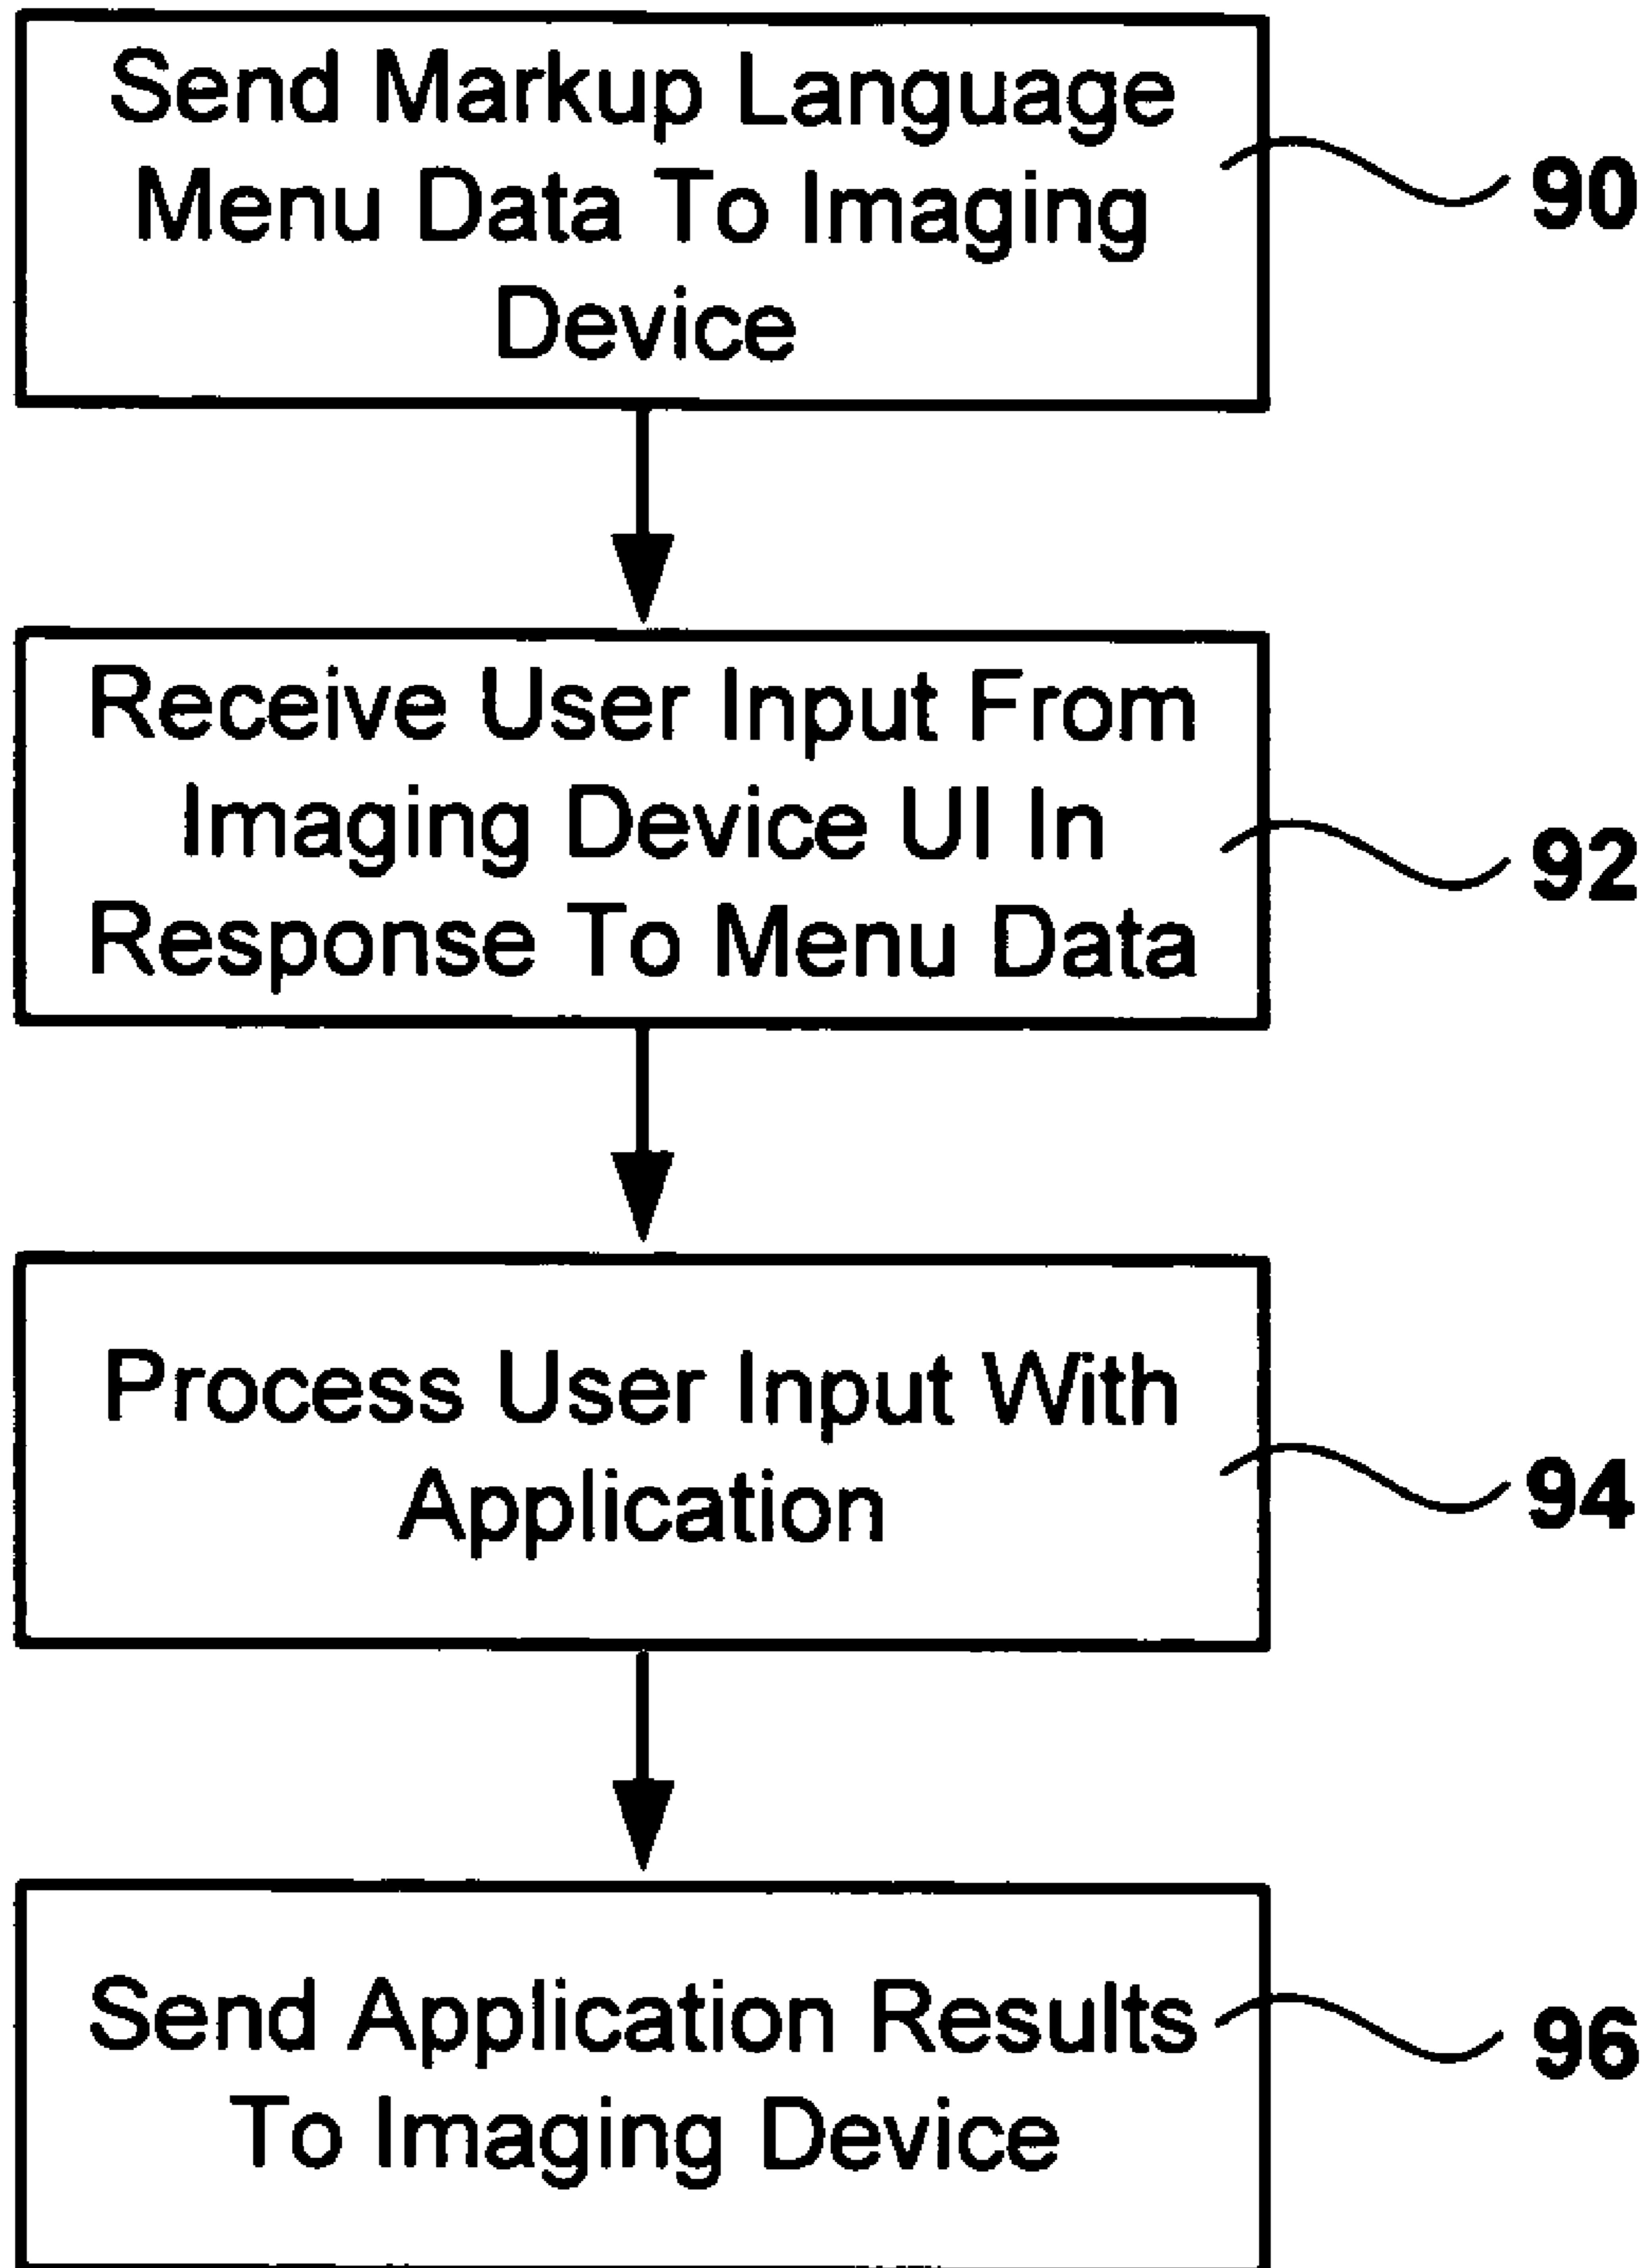 Send Markup Language
Menu Data To Imaging
Device
90
Receive User Input From
Imaging Device UI In
Response To Menu Data
92
Process User Input With
Application
94
Send Application Results
To Imaging Device
96